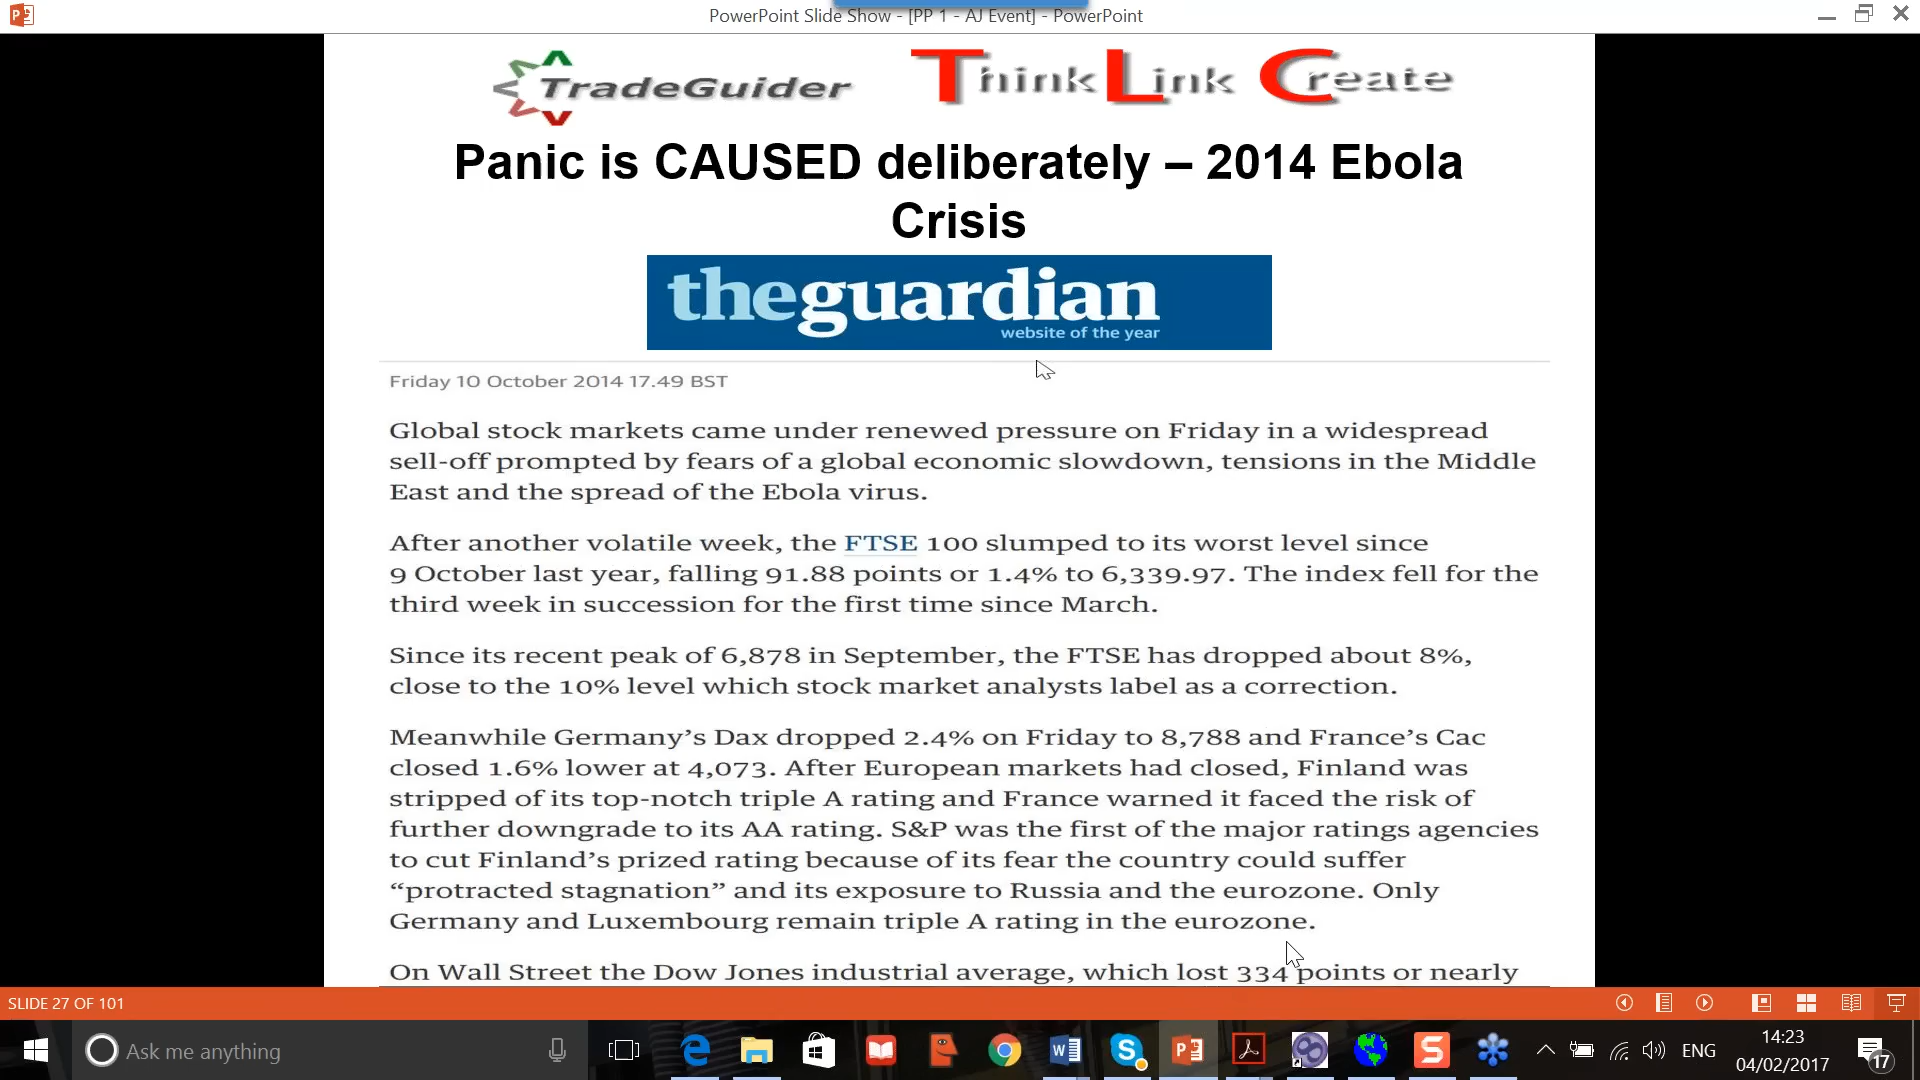 PowerPoint Slide Show - [PP 1 - AJ Event] - PowerPoint
TradeGuider
Think Link Create
Panic is CAUSED deliberately – 2014 Ebola
Crisis
theguardian
website of the year
Friday 10 October 2014 17.49 BST
Global stock markets came under renewed pressure on Friday in a widespread
sell-off prompted by fears of a global economic slowdown, tensions in the Middle
East and the spread of the Ebola virus.
After another volatile week, the FTSE 100 slumped to its worst level since
9 October last year, falling 91.88 points or 1.4% to 6,339.97. The index fell for the
third week in succession for the first time since March.
Since its recent peak of 6,878 in September, the FTSE has dropped about 8%,
close to the 10% level which stock market analysts label as a correction.
Meanwhile Germany’s Dax dropped 2.4% on Friday to 8,788 and France’s Cac
closed 1.6% lower at 4,073. After European markets had closed, Finland was
stripped of its top-notch triple A rating and France warned it faced the risk of
further downgrade to its AA rating. S&P was the first of the major ratings agencies
to cut Finland’s prized rating because of its fear the country could suffer
“protracted stagnation” and its exposure to Russia and the eurozone. Only
Germany and Luxembourg remain triple A rating in the eurozone.
On Wall Street the Dow Jones industrial average, which lost 334 points or nearly
SLIDE 27 OF 101
Ask me anything
ENG
14:23
04/02/2017
17